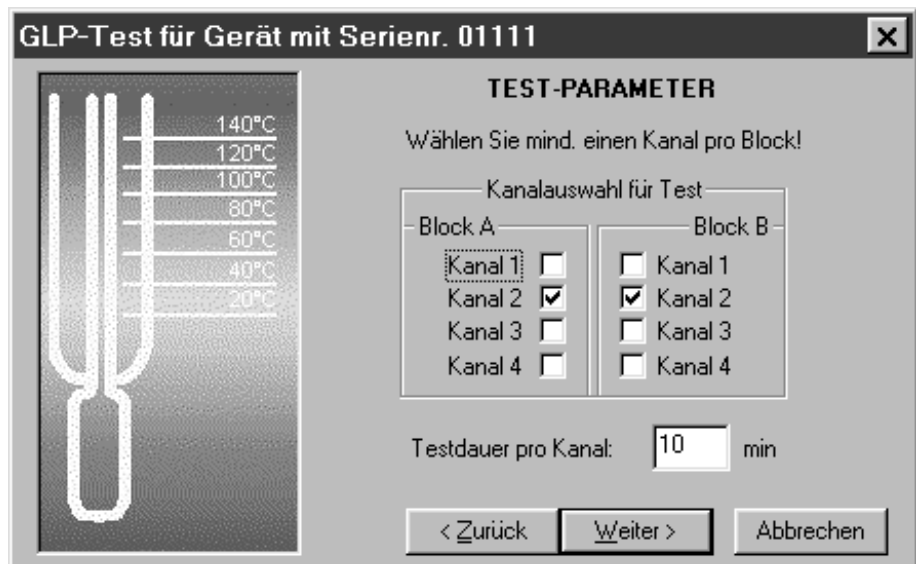 GLP-Test für Gerät mit Serienr. 01111
140°C
120°C
100°C
80°C
60°C
40°C
20°C
TEST-PARAMETER
Wählen Sie mind. einen Kanal pro Block!
Kanalauswahl für Test
Block A
Kanal 1
Kanal 2
Kanal 3
Kanal 4
Block B
Kanal 1
Kanal 2
Kanal 3
Kanal 4
Testdauer pro Kanal: 10 min
< Zurück Weiter > Abbrechen